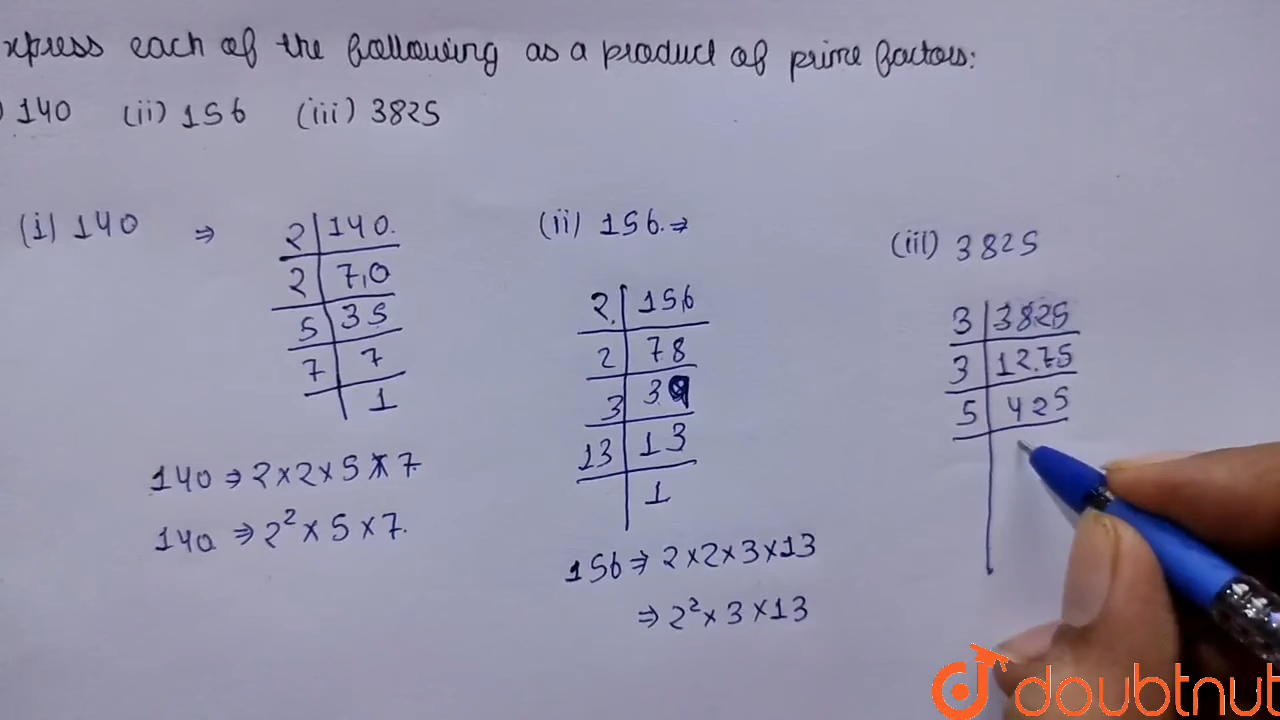 xpress each of the following as a product of prime factors:
) 140 (ii) 156 (iii) 3825
(i) 140 ⇒
2 | 140.
2 | 70
5 | 35
7 | 7
1
140 ⇒ 2 × 2 × 5 × 7
140 ⇒ 2² × 5 × 7.
(ii) 156. ⇒
2 | 156
2 | 78
3 | 39
13 | 13
1
156 ⇒ 2 × 2 × 3 × 13
⇒ 2² × 3 × 13
(iii) 3825
3 | 3825
3 | 1275
5 | 425
doubtnut